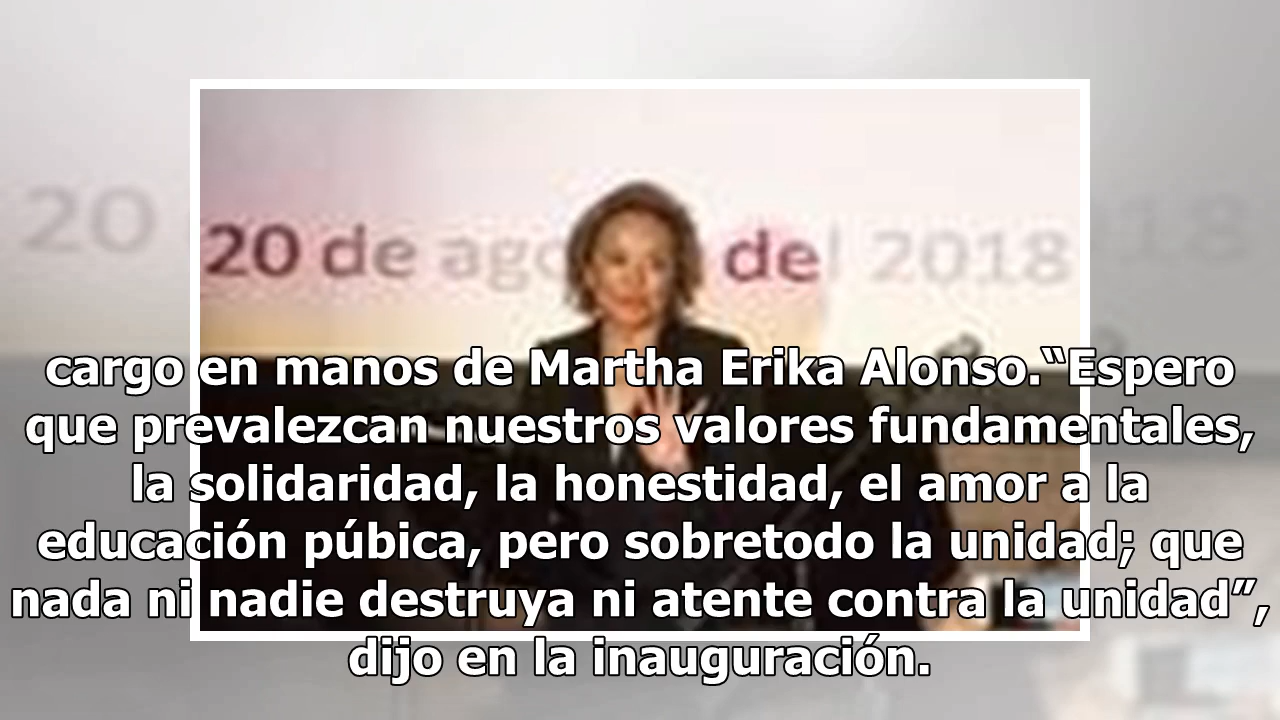 20 de ago de 2018
cargo en manos de Martha Erika Alonso.“Espero
que prevalezcan nuestros valores fundamentales,
la solidaridad, la honestidad, el amor a la
educación púbica, pero sobretodo la unidad; que
nada ni nadie destruya ni atente contra la unidad”,
dijo en la inauguración.